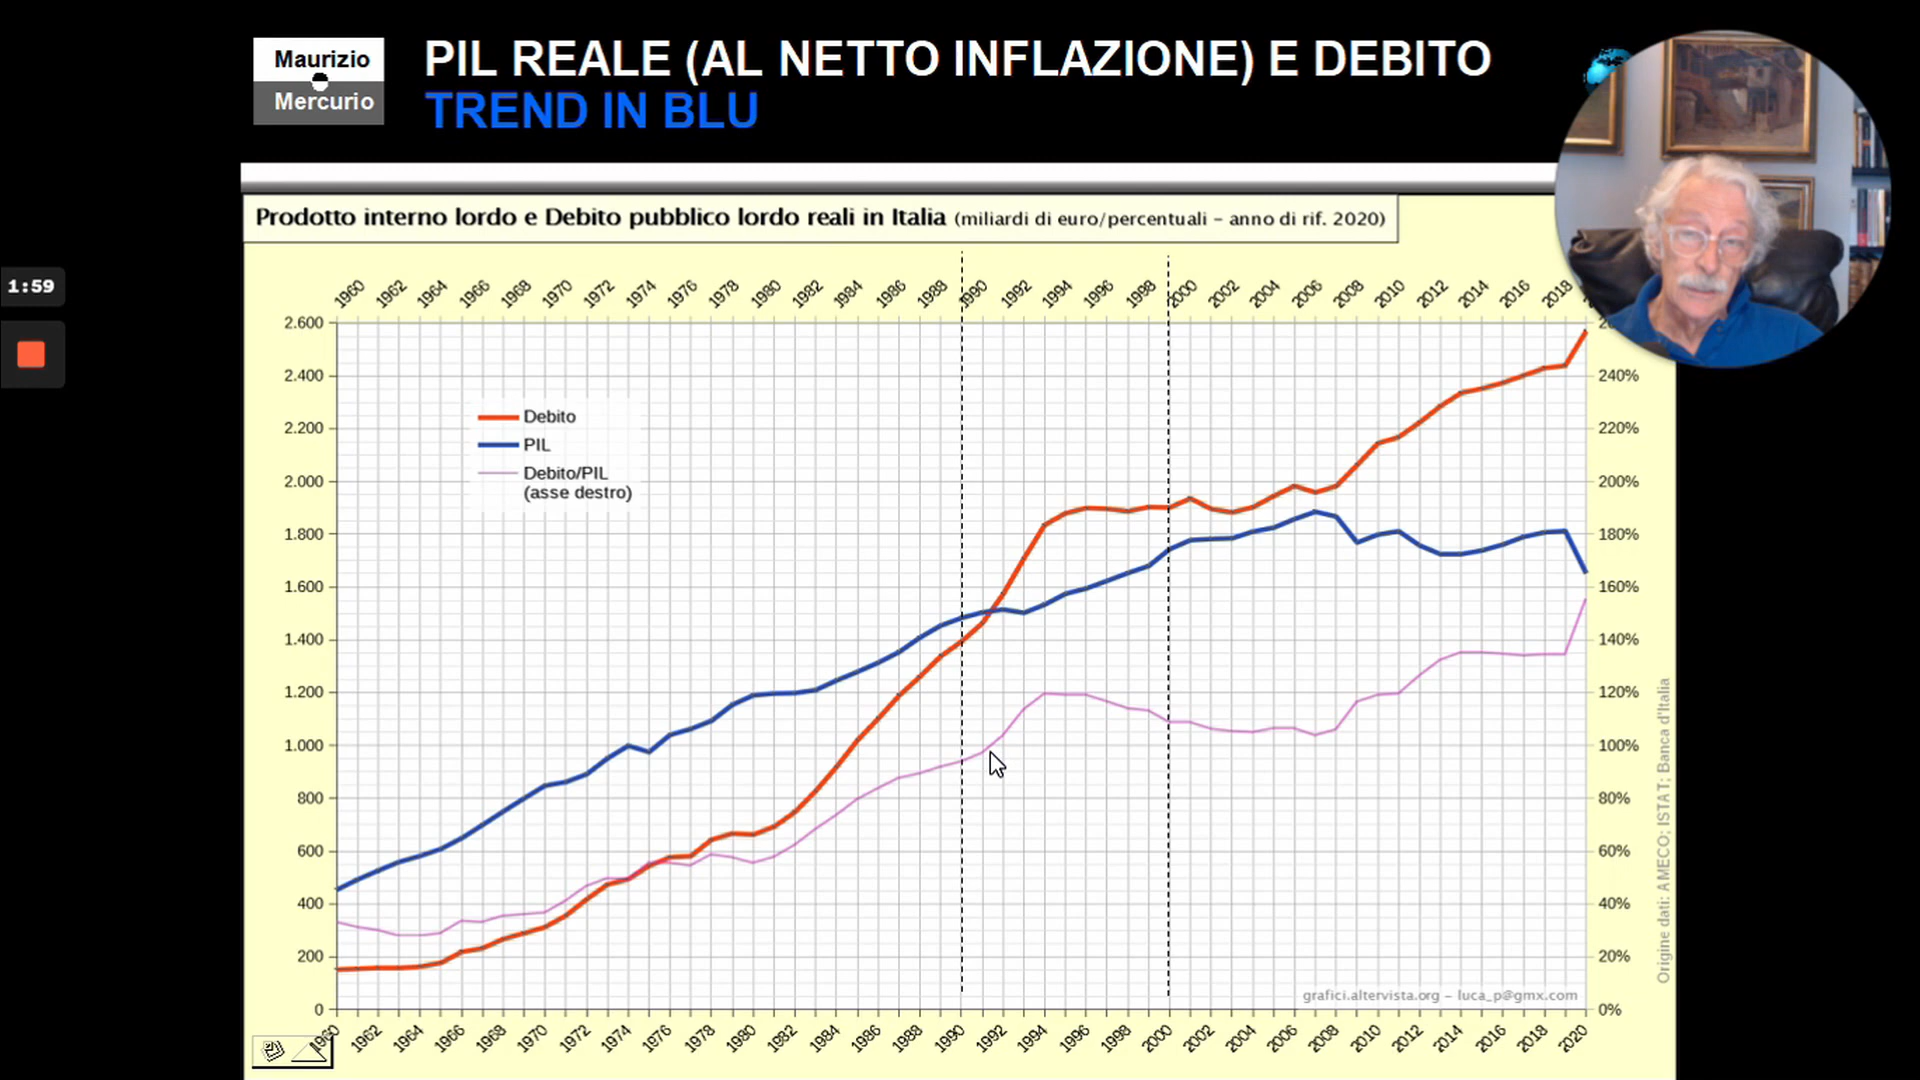 Maurizio
Mercurio
PIL REALE (AL NETTO INFLAZIONE) E DEBITO
TREND IN BLU
1:59
Prodotto interno lordo e Debito pubblico lordo reali in Italia (miliardi di euro/percentuali – anno di rif. 2020)
1960 1962 1964 1966 1968 1970 1972 1974 1976 1978 1980 1982 1984 1986 1988 1990 1992 1994 1996 1998 2000 2002 2004 2006 2008 2010 2012 2014 2016 2018
2.600
2.400 240%
2.200 220%
2.000 200%
1.800 180%
1.600 160%
1.400 140%
1.200 120%
1.000 100%
800 80%
600 60%
400 40%
200 20%
0 0%
Debito
PIL
Debito/PIL
(asse destro)
Origine dati: AMECO; ISTAT; Banca d'Italia
grafici.altervista.org – luca_p@gmx.com
1960 1962 1964 1966 1968 1970 1972 1974 1976 1978 1980 1982 1984 1986 1988 1990 1992 1994 1996 1998 2000 2002 2004 2006 2008 2010 2012 2014 2016 2018 2020